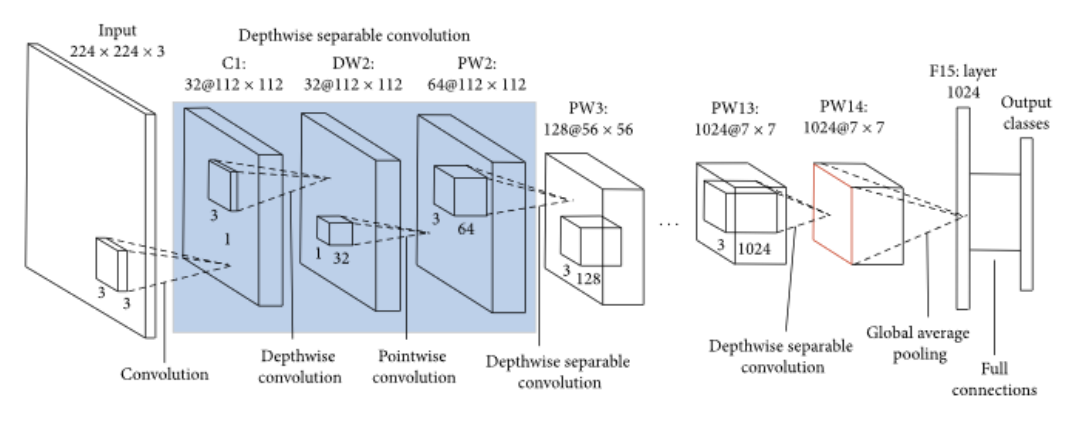 Input
224 × 224 × 3
Depthwise separable convolution
C1:
32@112 × 112
DW2:
32@112 × 112
PW2:
64@112 × 112
PW3:
128@56 × 56
PW13:
1024@7 × 7
PW14:
1024@7 × 7
F15: layer
1024
Output
classes
3
3
3
1
1
32
3
64
3
128
...
3
1024
Convolution
Depthwise
convolution
Pointwise
convolution
Depthwise separable
convolution
Depthwise separable
convolution
Global average
pooling
Full
connections